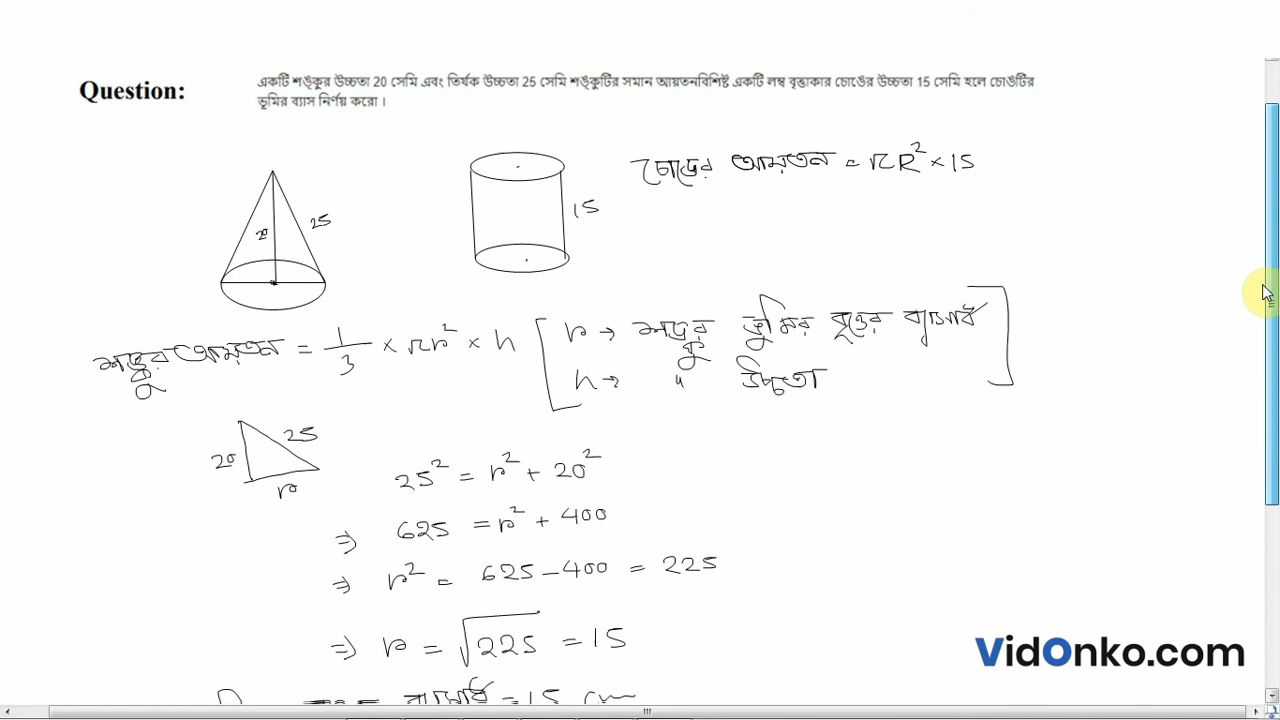 Question: একটি শঙ্কুর উচ্চতা 20 সেমি এবং তির্যক উচ্চতা 25 সেমি শঙ্কুটির সমান আয়তনবিশিষ্ট একটি লম্ব বৃত্তাকার চোঙের উচ্চতা 15 সেমি হলে চোঙটির
ভূমির ব্যাস নির্ণয় করো ।
চোঙের আয়তন = πR² × 15
20 25
15
শঙ্কুর আয়তন = 1/3 × πr² × h [ r → শঙ্কুর ভূমির বৃত্তের ব্যাসার্ধ
h → " উচ্চতা ]
20 25
r
25² = r² + 20²
⇒ 625 = r² + 400
⇒ r² = 625 - 400 = 225
⇒ r = √225 = 15
ব্যাসার্ধ = 15 cm
VidOnko.com